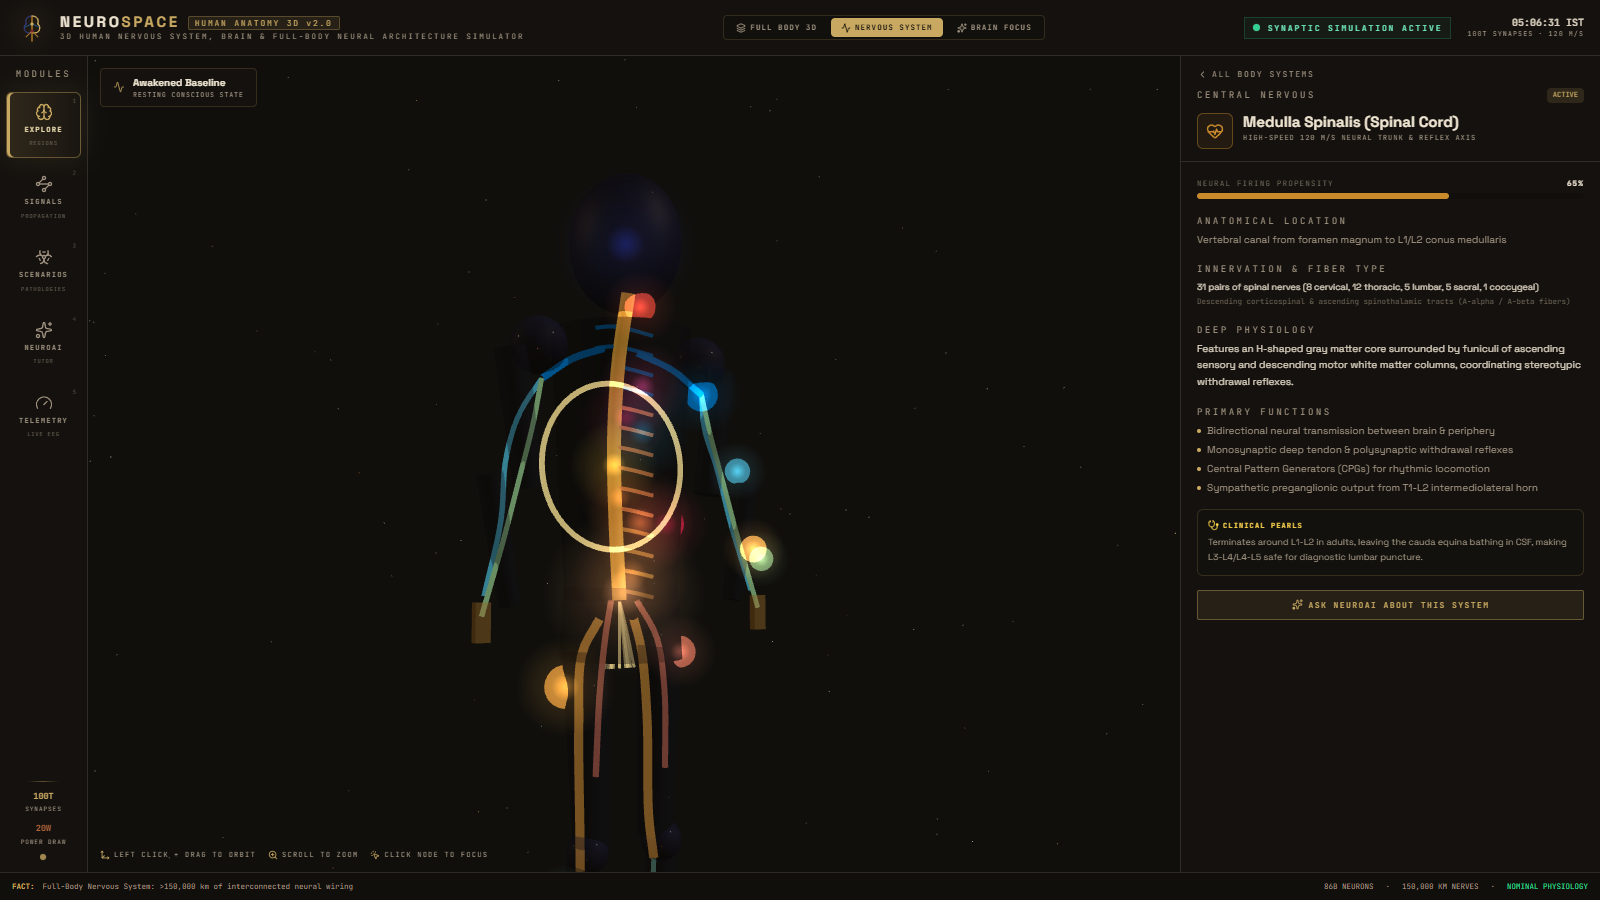 NEUROSPACE HUMAN ANATOMY 3D v2.0
3D HUMAN NERVOUS SYSTEM, BRAIN & FULL-BODY NEURAL ARCHITECTURE SIMULATOR
FULL BODY 3D
NERVOUS SYSTEM
BRAIN FOCUS
SYNAPTIC SIMULATION ACTIVE
05:06:31 IST
100T SYNAPSES · 120 M/S
MODULES
1
EXPLORE
REGIONS
2
SIGNALS
PROPAGATION
3
SCENARIOS
PATHOLOGIES
4
NEUROAI
TUTOR
5
TELEMETRY
LIVE EEG
100T
SYNAPSES
20W
POWER DRAW
Awakened Baseline
RESTING CONSCIOUS STATE
LEFT CLICK + DRAG TO ORBIT
SCROLL TO ZOOM
CLICK NODE TO FOCUS
ALL BODY SYSTEMS
CENTRAL NERVOUS
ACTIVE
Medulla Spinalis (Spinal Cord)
HIGH-SPEED 120 M/S NEURAL TRUNK & REFLEX AXIS
NEURAL FIRING PROPENSITY
65%
ANATOMICAL LOCATION
Vertebral canal from foramen magnum to L1/L2 conus medullaris
INNERVATION & FIBER TYPE
31 pairs of spinal nerves (8 cervical, 12 thoracic, 5 lumbar, 5 sacral, 1 coccygeal)
Descending corticospinal & ascending spinothalamic tracts (A-alpha / A-beta fibers)
DEEP PHYSIOLOGY
Features an H-shaped gray matter core surrounded by funiculi of ascending
sensory and descending motor white matter columns, coordinating stereotypic
withdrawal reflexes.
PRIMARY FUNCTIONS
Bidirectional neural transmission between brain & periphery
Monosynaptic deep tendon & polysynaptic withdrawal reflexes
Central Pattern Generators (CPGs) for rhythmic locomotion
Sympathetic preganglionic output from T1-L2 intermediolateral horn
CLINICAL PEARLS
Terminates around L1-L2 in adults, leaving the cauda equina bathing in CSF, making
L3-L4/L4-L5 safe for diagnostic lumbar puncture.
ASK NEUROAI ABOUT THIS SYSTEM
FACT: Full-Body Nervous System: >150,000 km of interconnected neural wiring
86B NEURONS · 150,000 KM NERVES · NOMINAL PHYSIOLOGY